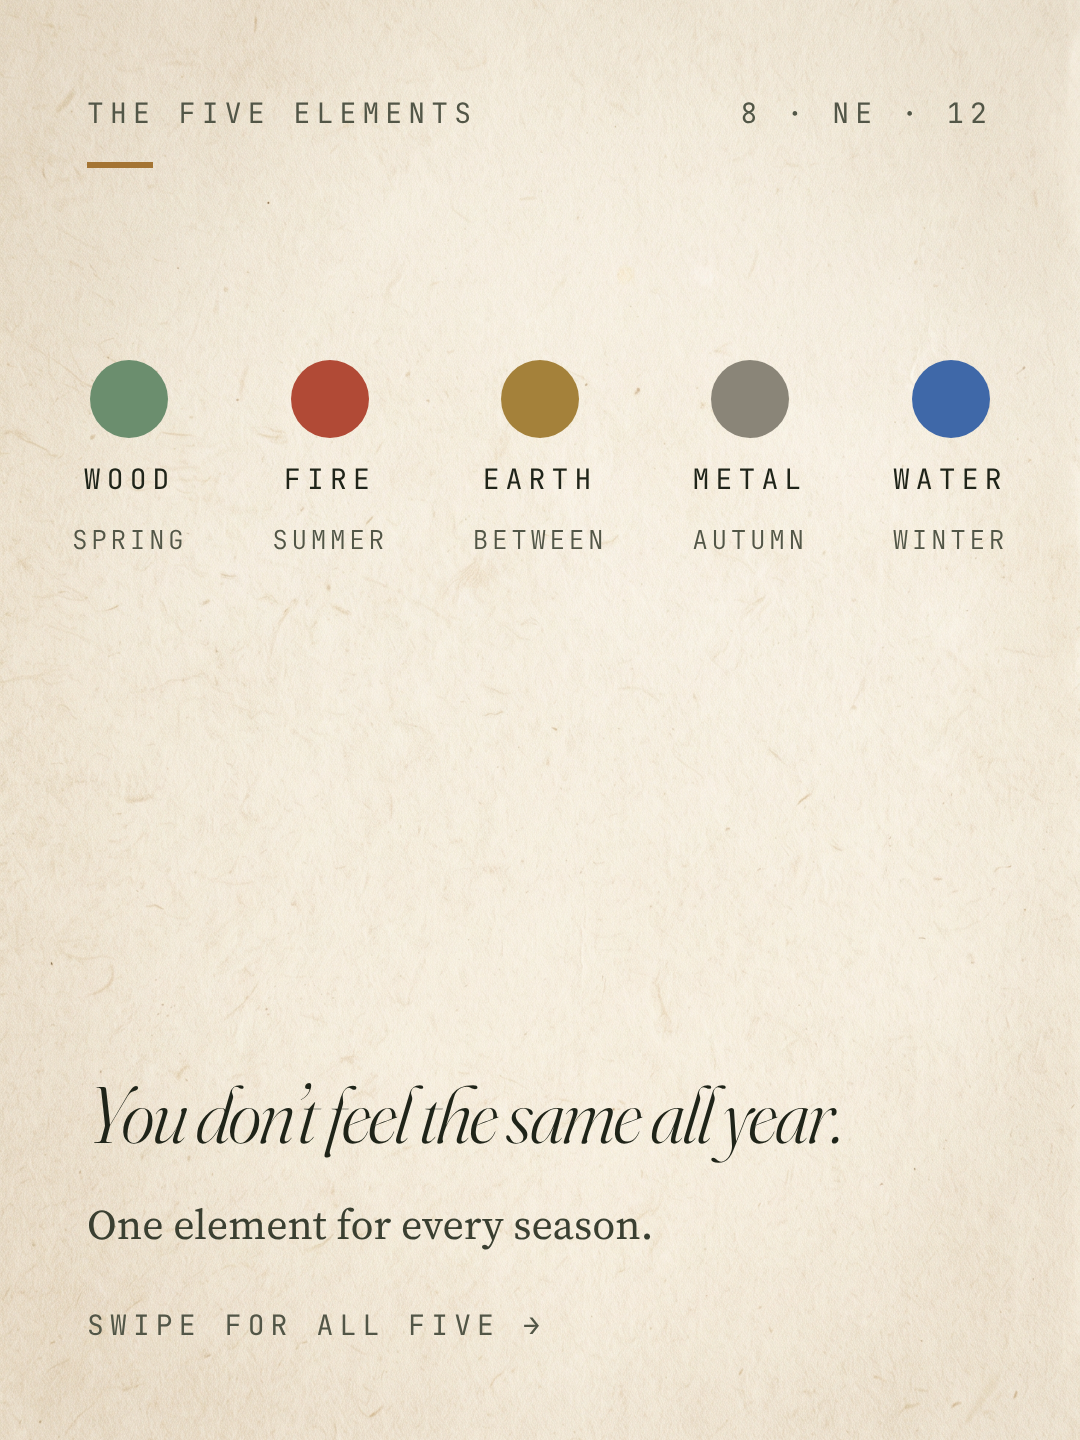 THE FIVE ELEMENTS 8 · NE · 12
WOOD FIRE EARTH METAL WATER
SPRING SUMMER BETWEEN AUTUMN WINTER
You don't feel the same all year.
One element for every season.
SWIPE FOR ALL FIVE →